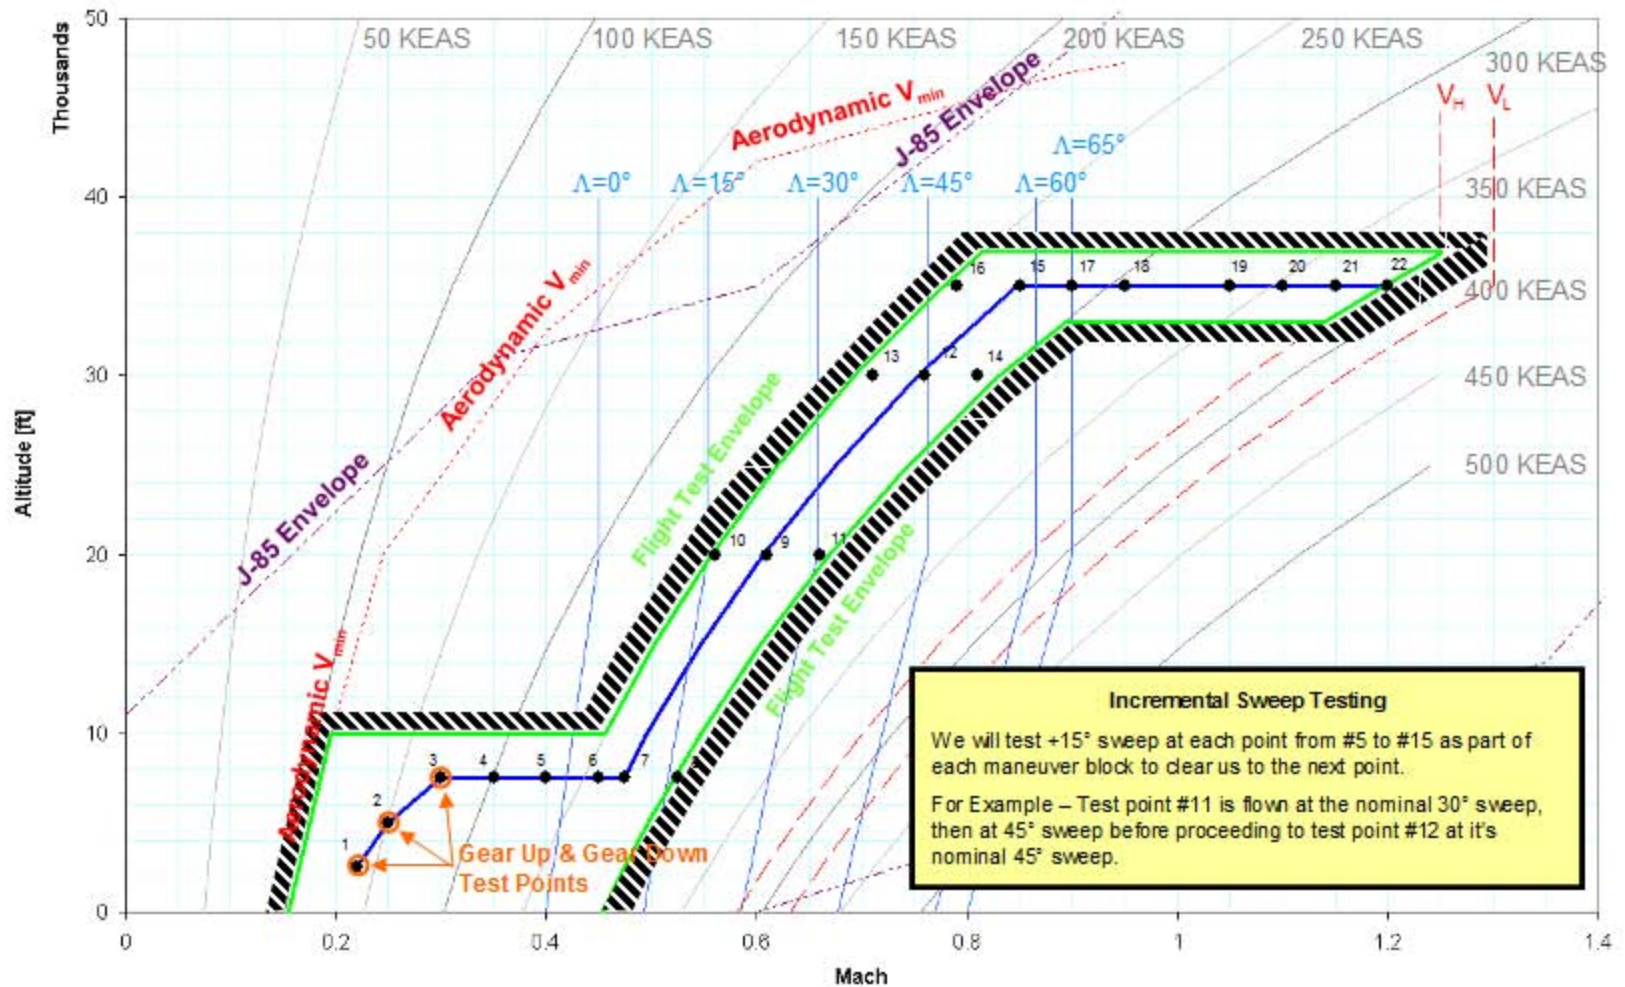 Thousands
50
40
30
20
10
0
Altitude [ft]
50 KEAS
100 KEAS
150 KEAS
200 KEAS
250 KEAS
300 KEAS
350 KEAS
400 KEAS
450 KEAS
500 KEAS
V_H
V_L
Aerodynamic V_min
J-85 Envelope
Λ=0°
Λ=15°
Λ=30°
Λ=45°
Λ=60°
Λ=65°
Aerodynamic V_min
J-85 Envelope
Aerodynamic V_min
Flight Test Envelope
Flight Test Envelope
16
15
17
18
19
20
21
22
13
12
14
10
9
11
3
4
5
6
7
8
2
1
Gear Up & Gear Down
Test Points
Incremental Sweep Testing
We will test +15° sweep at each point from #5 to #15 as part of
each maneuver block to clear us to the next point.
For Example – Test point #11 is flown at the nominal 30° sweep,
then at 45° sweep before proceeding to test point #12 at it's
nominal 45° sweep.
0
0.2
0.4
0.6
0.8
1
1.2
1.4
Mach